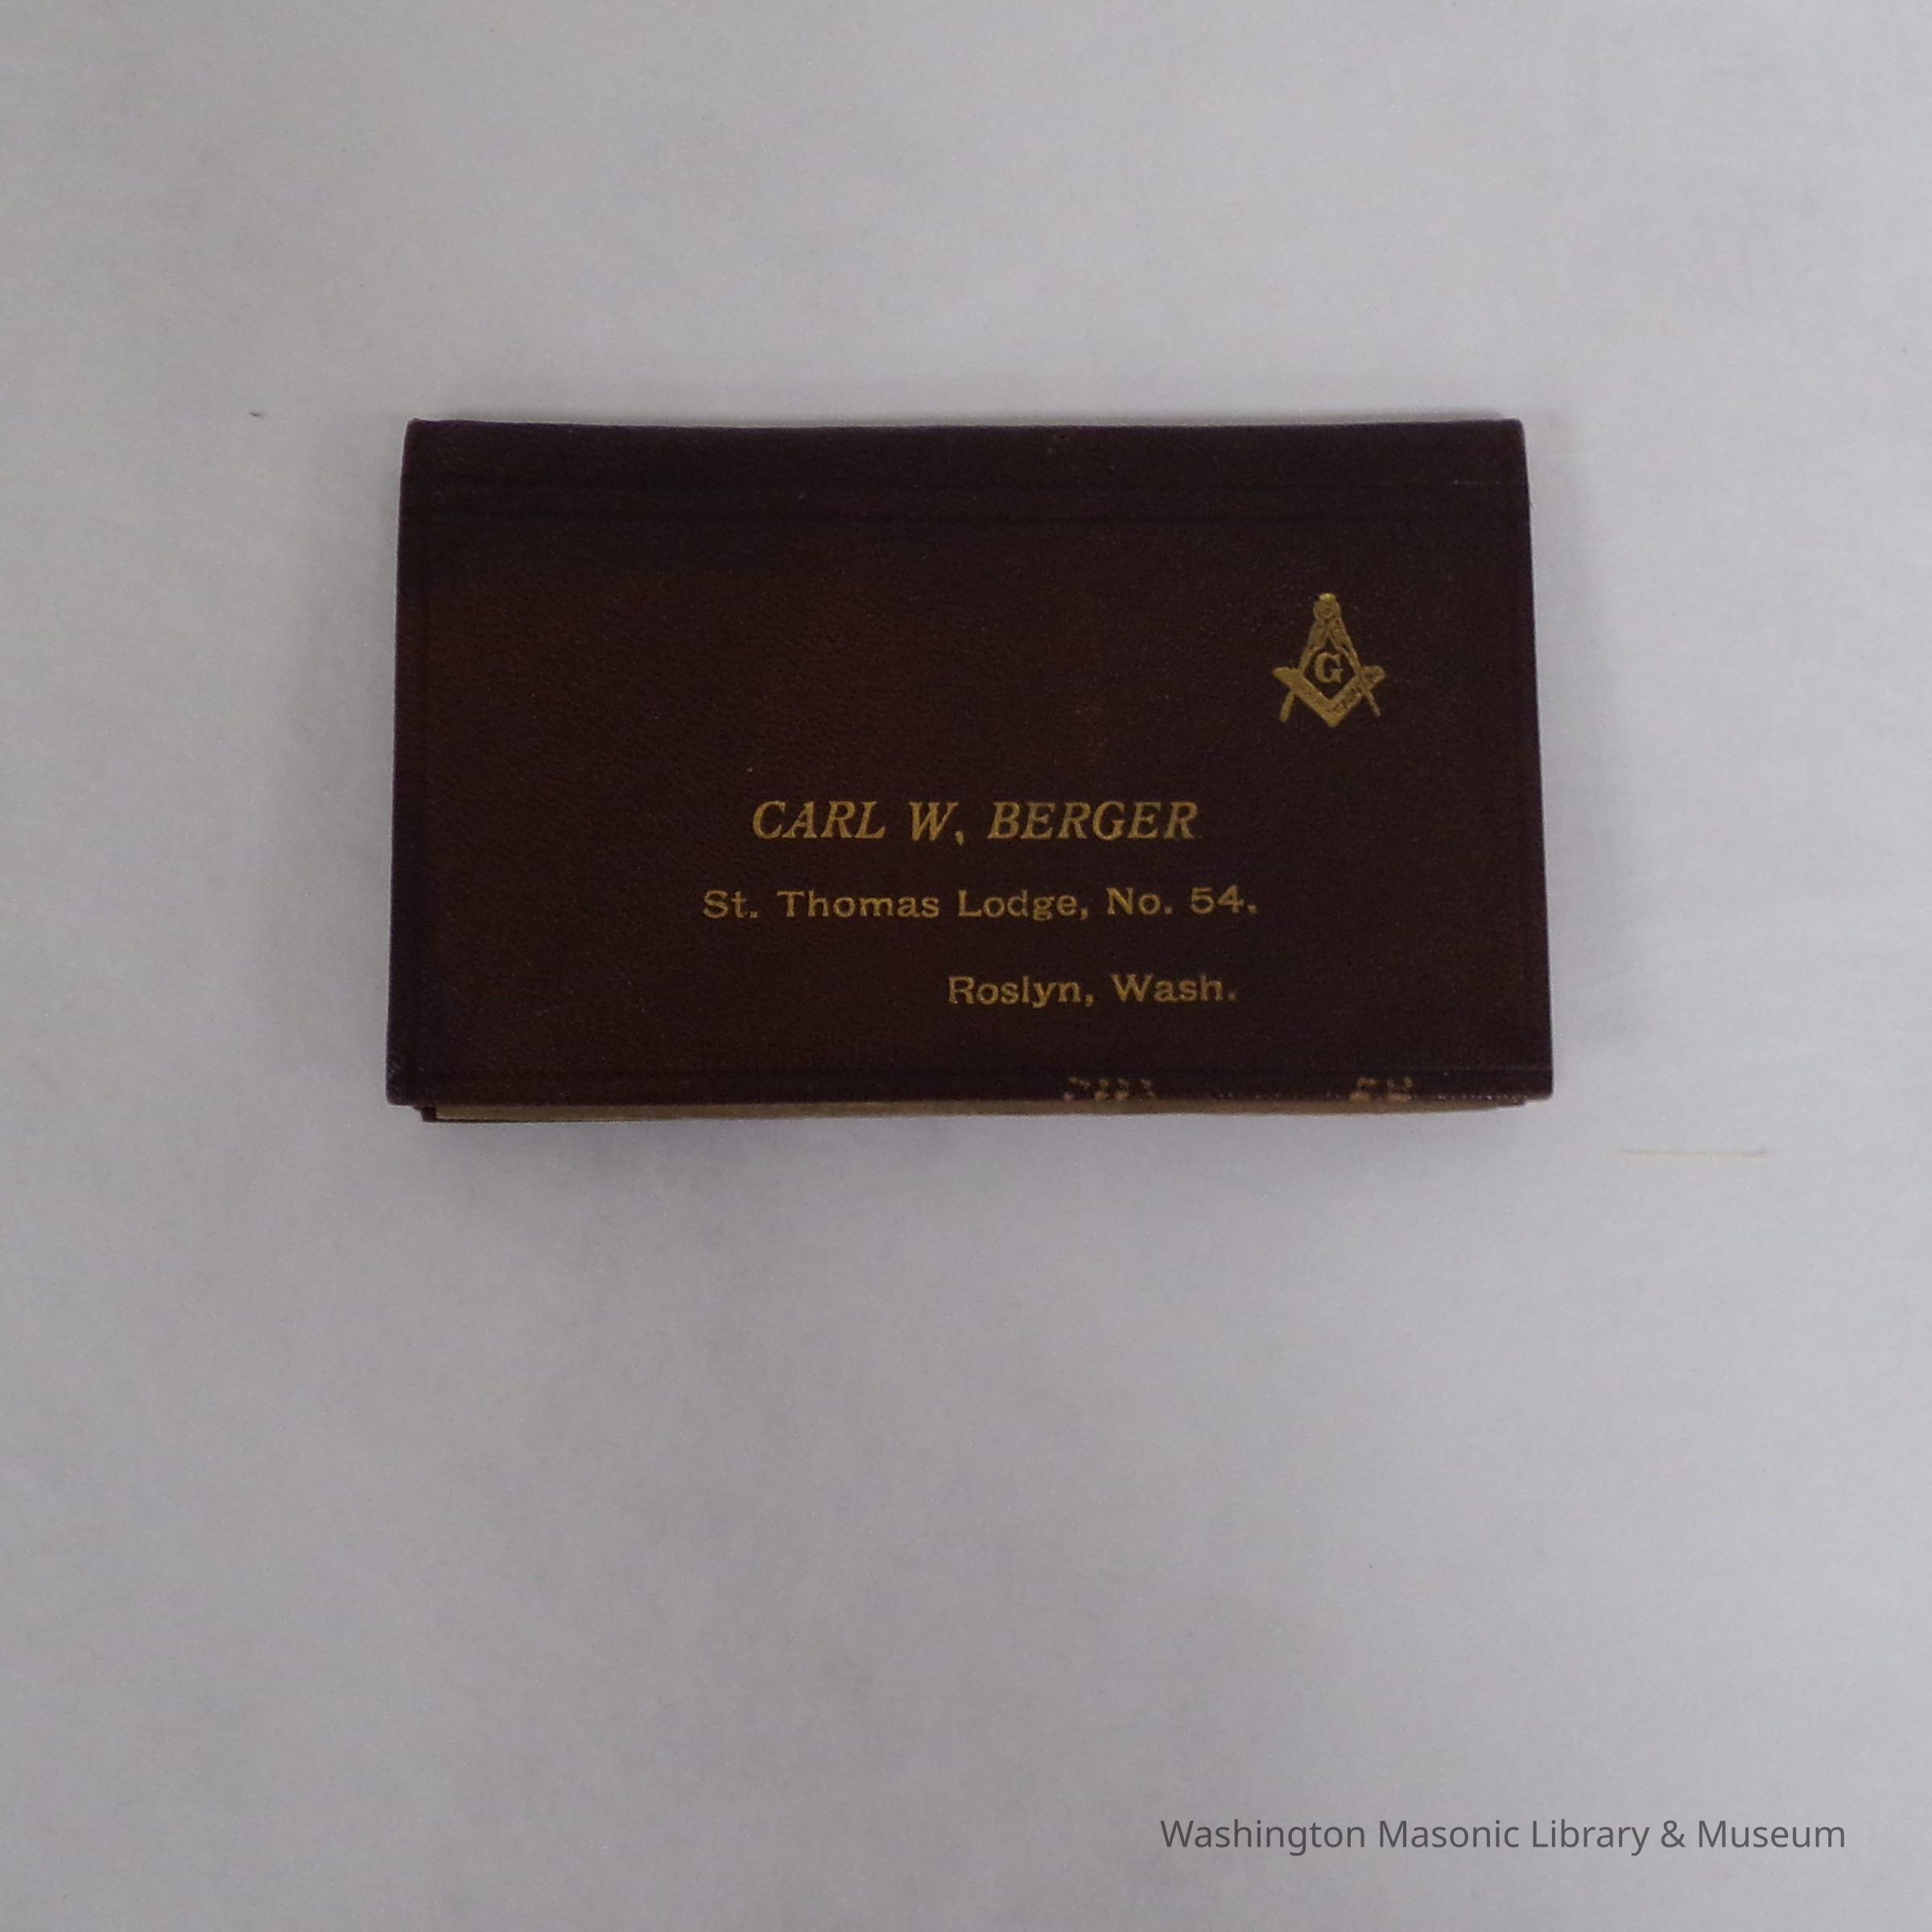 G
CARL W, BERGER
St. Thomas Lodge, No. 54.
Roslyn, Wash.
Washington Masonic Library & Museum